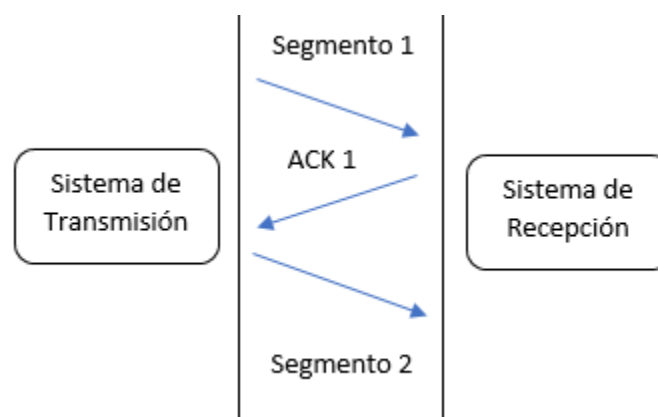 Segmento 1
ACK 1
Sistema de
Transmisión
Sistema de
Recepción
Segmento 2